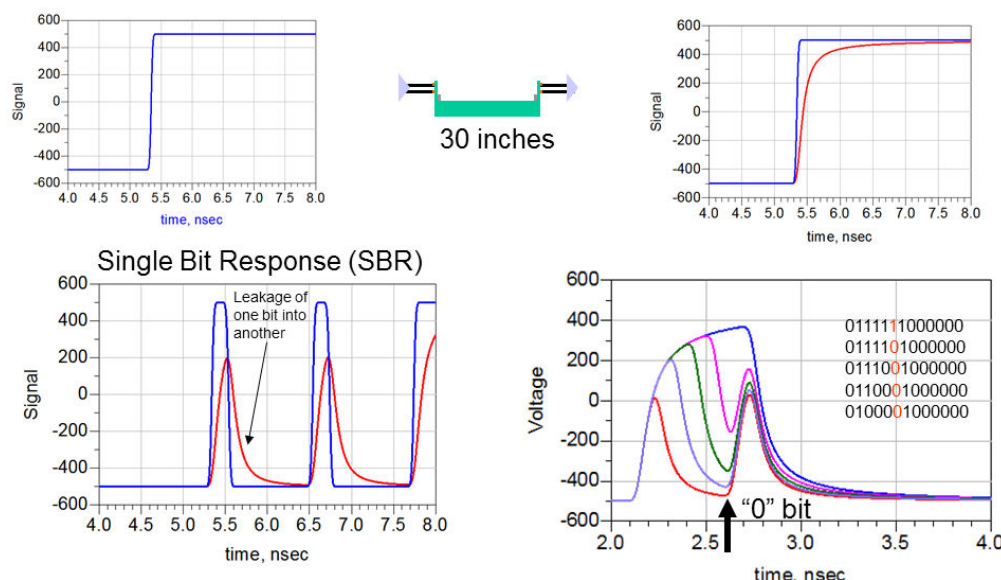 600
400
200
0
-200
-400
-600
Signal
4.0 4.5 5.0 5.5 6.0 6.5 7.0 7.5 8.0
time, nsec
30 inches
600
400
200
0
-200
-400
-600
Signal
4.0 4.5 5.0 5.5 6.0 6.5 7.0 7.5 8.0
time, nsec
Single Bit Response (SBR)
600
400
200
0
-200
-400
-600
Signal
Leakage of
one bit into
another
4.0 4.5 5.0 5.5 6.0 6.5 7.0 7.5 8.0
time, nsec
600
400
200
0
-200
-400
-600
Voltage
0111111000000
0111101000000
0111001000000
0110001000000
0100001000000
"0" bit
2.0 2.5 3.0 3.5 4.0
time, nsec